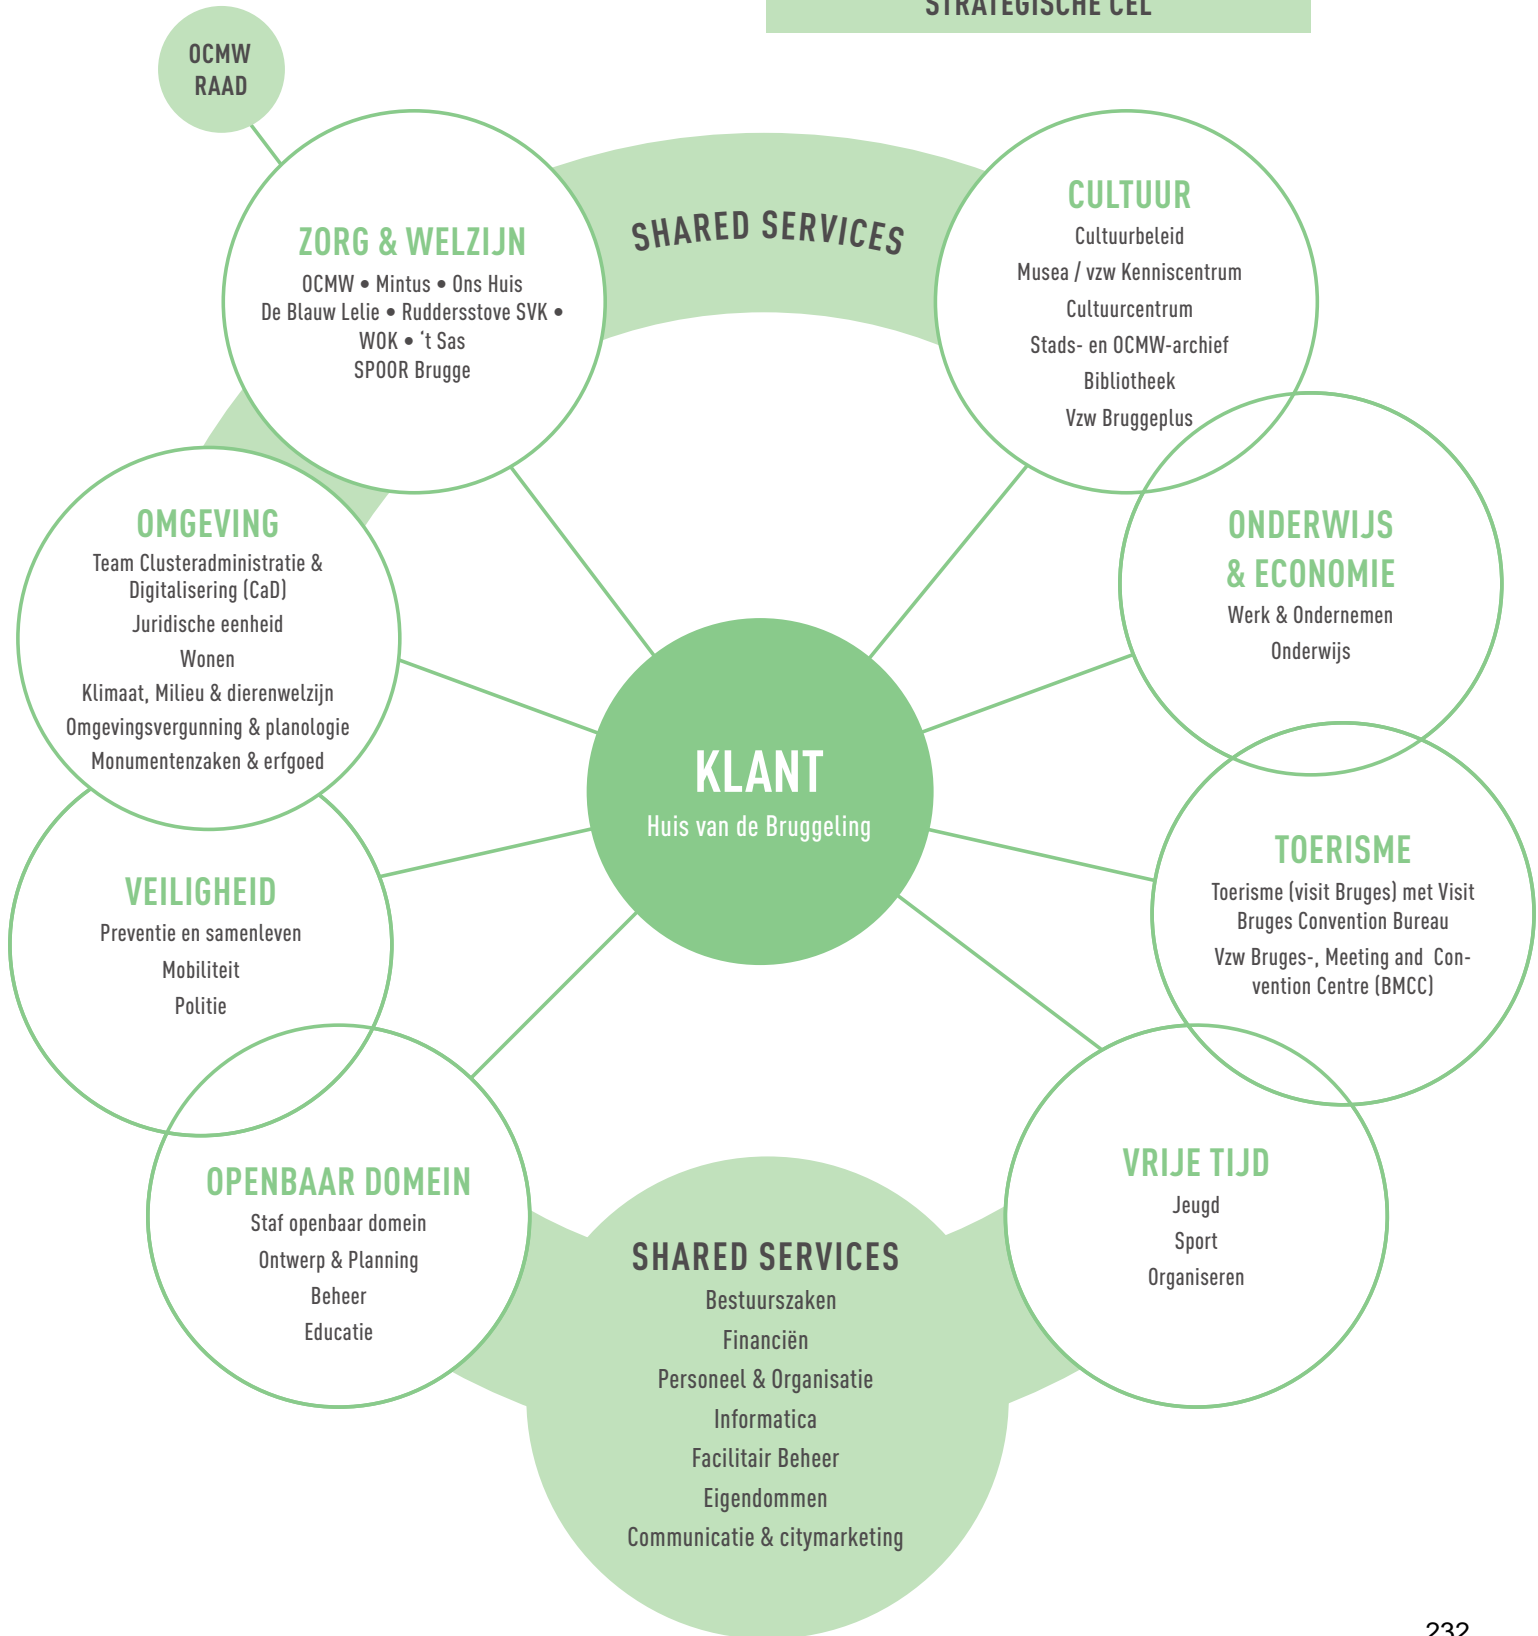 STRATEGISCHE CEL
OCMW
RAAD
ZORG & WELZIJN
OCMW • Mintus • Ons Huis
De Blauw Lelie • Ruddersstove SVK •
WOK • ‘t Sas
SPOOR Brugge
SHARED SERVICES
CULTUUR
Cultuurbeleid
Musea / vzw Kenniscentrum
Cultuurcentrum
Stads- en OCMW-archief
Bibliotheek
Vzw Bruggeplus
OMGEVING
Team Clusteradministratie &
Digitalisering (CaD)
Juridische eenheid
Wonen
Klimaat, Milieu & dierenwelzijn
Omgevingsvergunning & planologie
Monumentenzaken & erfgoed
ONDERWIJS
& ECONOMIE
Werk & Ondernemen
Onderwijs
KLANT
Huis van de Bruggeling
VEILIGHEID
Preventie en samenleven
Mobiliteit
Politie
TOERISME
Toerisme (visit Bruges) met Visit
Bruges Convention Bureau
Vzw Bruges-, Meeting and Con-
vention Centre (BMCC)
OPENBAAR DOMEIN
Staf openbaar domein
Ontwerp & Planning
Beheer
Educatie
VRIJE TIJD
Jeugd
Sport
Organiseren
SHARED SERVICES
Bestuurszaken
Financiën
Personeel & Organisatie
Informatica
Facilitair Beheer
Eigendommen
Communicatie & citymarketing
232